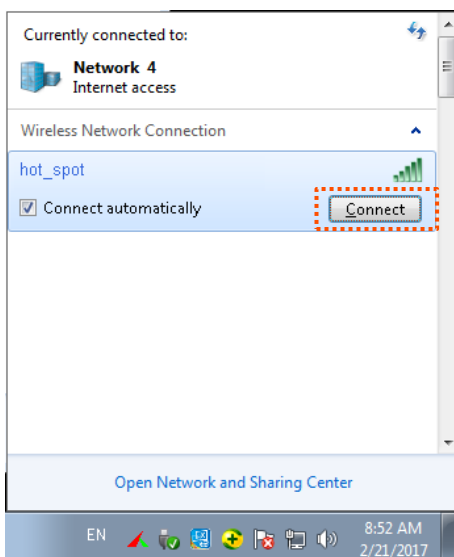 Currently connected to:
Network 4
Internet access
Wireless Network Connection
hot_spot
Connect automatically
Connect
Open Network and Sharing Center
EN
8:52 AM
2/21/2017